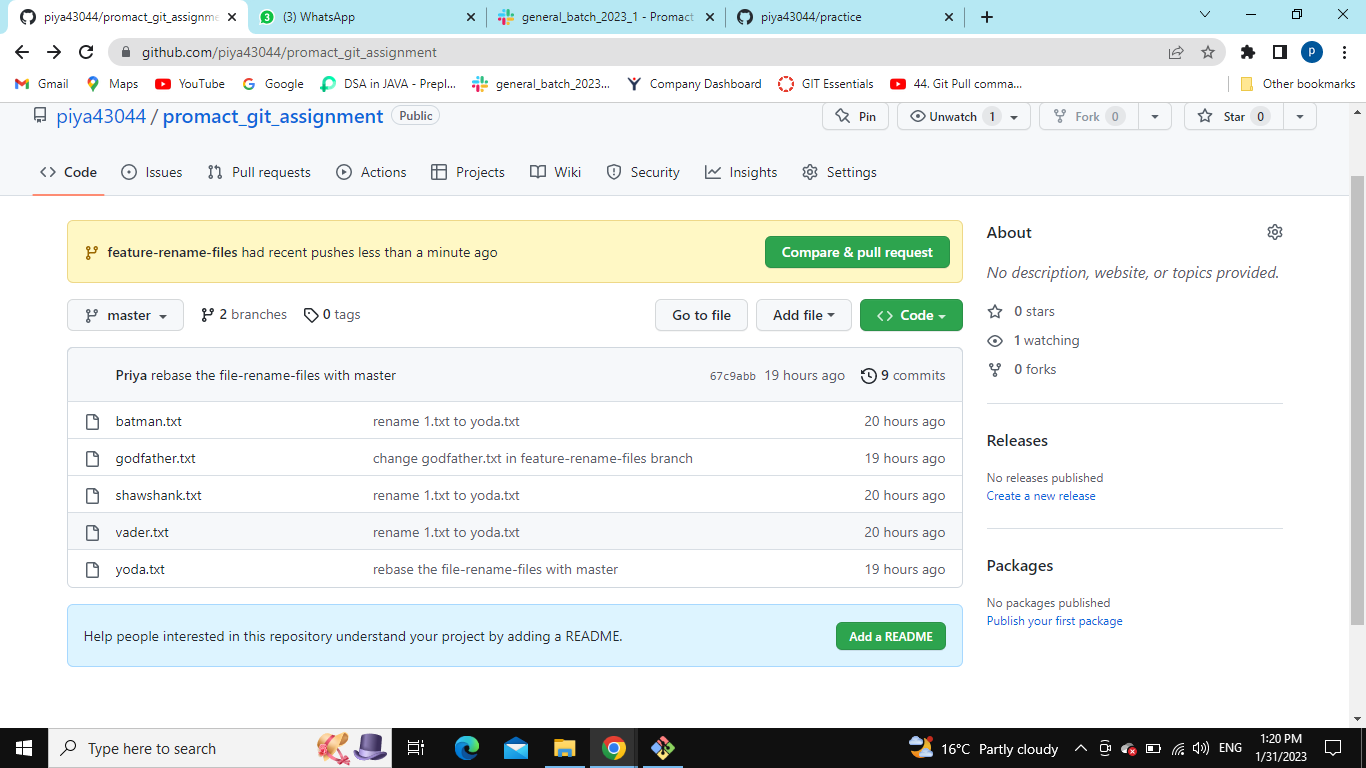 piya43044/promact_git_assignm
(3) WhatsApp
general_batch_2023_1 - Promact
piya43044/practice
github.com/piya43044/promact_git_assignment
P
Gmail Maps YouTube Google DSA in JAVA - Prepl... general_batch_2023... Company Dashboard GIT Essentials 44. Git Pull comma... Other bookmarks
piya43044 / promact_git_assignment Public
Pin Unwatch 1 Fork 0 Star 0
<> Code Issues Pull requests Actions Projects Wiki Security Insights Settings
feature-rename-files had recent pushes less than a minute ago Compare & pull request
master 2 branches 0 tags Go to file Add file <> Code
Priya rebase the file-rename-files with master 67c9abb 19 hours ago 9 commits
batman.txt rename 1.txt to yoda.txt 20 hours ago
godfather.txt change godfather.txt in feature-rename-files branch 19 hours ago
shawshank.txt rename 1.txt to yoda.txt 20 hours ago
vader.txt rename 1.txt to yoda.txt 20 hours ago
yoda.txt rebase the file-rename-files with master 19 hours ago
Help people interested in this repository understand your project by adding a README. Add a README
About
No description, website, or topics provided.
0 stars
1 watching
0 forks
Releases
No releases published
Create a new release
Packages
No packages published
Publish your first package
Type here to search
16°C Partly cloudy
ENG
1:20 PM
1/31/2023